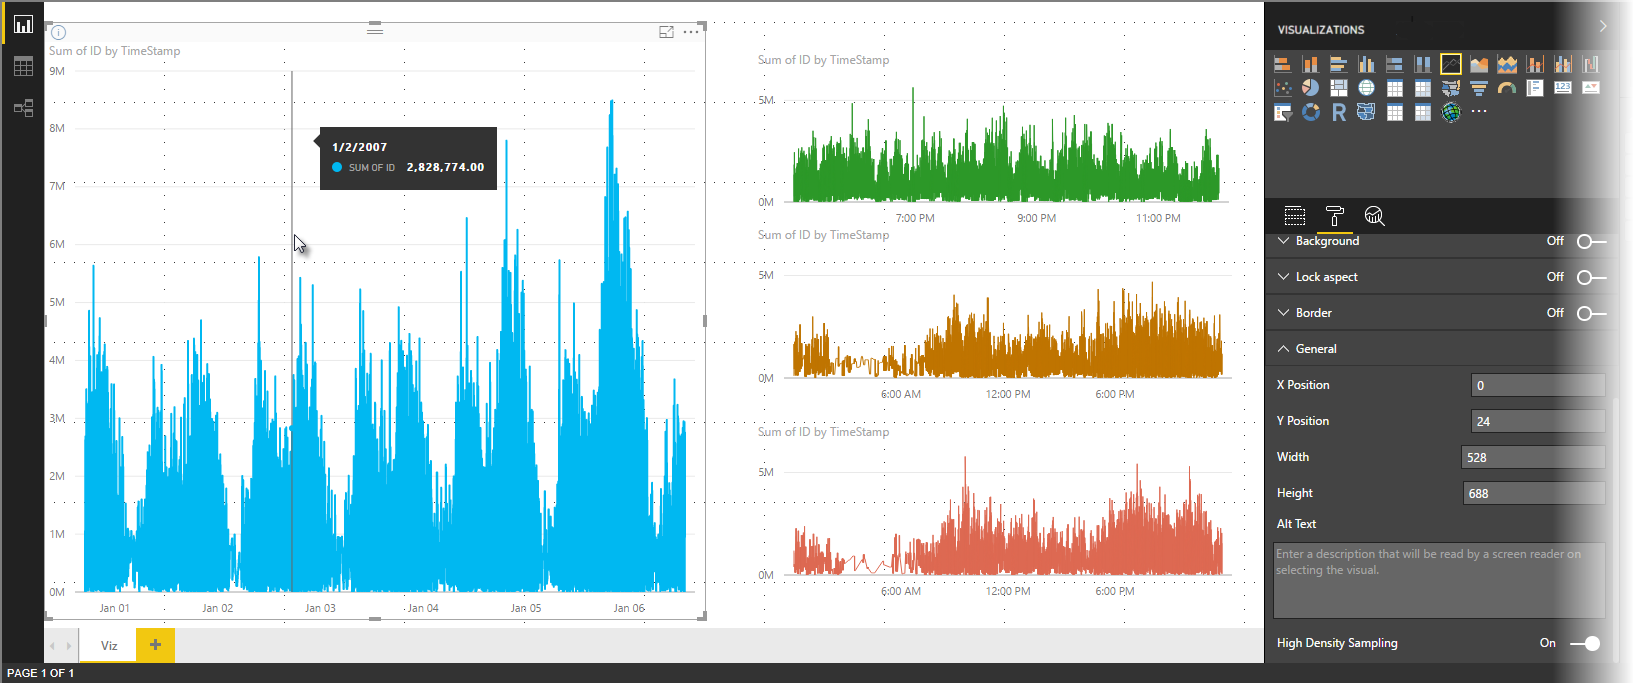 Sum of ID by TimeStamp
9M
8M
7M
6M
5M
4M
3M
2M
1M
0M
Jan 01
Jan 02
Jan 03
Jan 04
Jan 05
Jan 06
1/2/2007
SUM OF ID 2,828,774.00
Sum of ID by TimeStamp
5M
0M
7:00 PM
9:00 PM
11:00 PM
Sum of ID by TimeStamp
5M
0M
6:00 AM
12:00 PM
6:00 PM
Sum of ID by TimeStamp
5M
0M
6:00 AM
12:00 PM
6:00 PM
VISUALIZATIONS
123
R
Background Off
Lock aspect Off
Border Off
General
X Position 0
Y Position 24
Width 528
Height 688
Alt Text
Enter a description that will be read by a screen reader on
selecting the visual.
High Density Sampling On
Viz
PAGE 1 OF 1